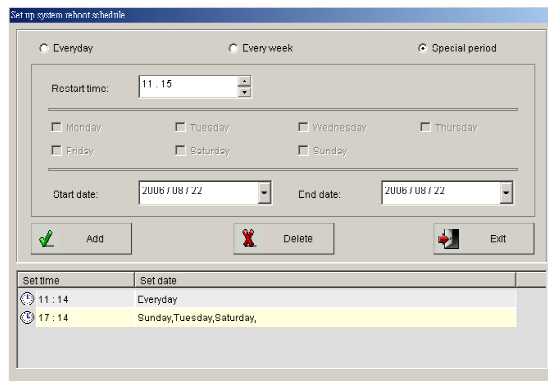 Set up system reboot schedule
Everyday Every week Special period
Restart time: 11 : 15
Monday Tuesday Wednesday Thursday
Friday Saturday Sunday
Start date: 2006 / 08 / 22 End date: 2006 / 08 / 22
Add Delete Exit
Set time Set date
11 : 14 Everyday
17 : 14 Sunday,Tuesday,Saturday,